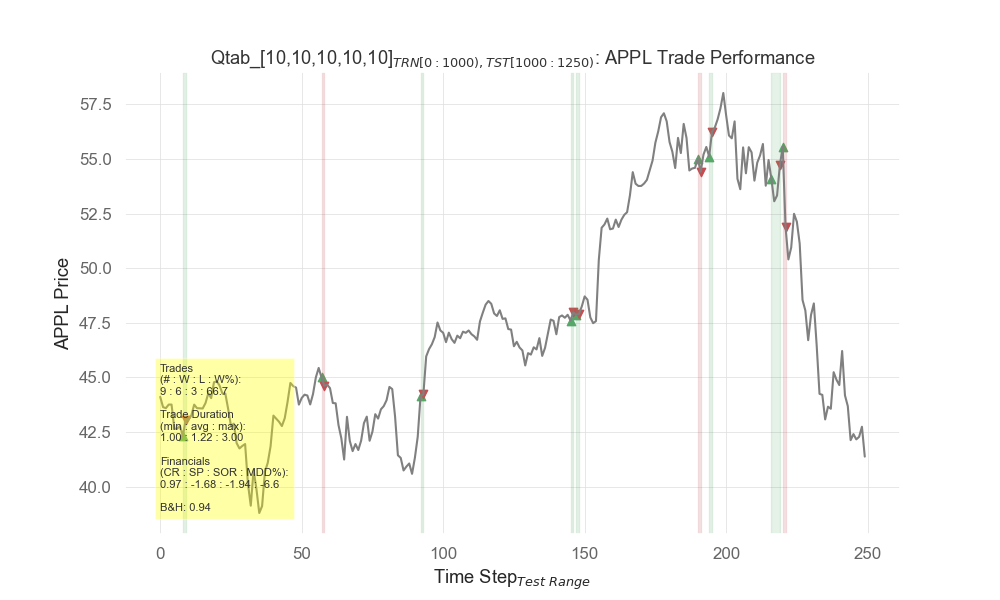 Qtab_[10,10,10,10,10]TRN[0:1000),TST[1000:1250): APPL Trade Performance
57.5
55.0
52.5
50.0
47.5
45.0
42.5
40.0
APPL Price
Trades
(# : W : L : W%):
9 : 6 : 3 : 66.7
Trade Duration
(min : avg : max):
1.00 : 1.22 : 3.00
Financials
(CR : SP : SOR : MDD%):
0.97 : -1.68 : -1.94 : -6.6
B&H: 0.94
0 50 100 150 200 250
Time Step Test Range